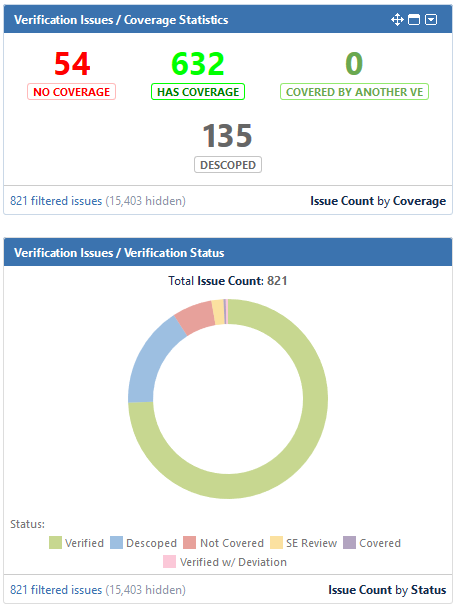 Verification Issues / Coverage Statistics
54 632 0
NO COVERAGE HAS COVERAGE COVERED BY ANOTHER VE
135
DESCOPED
821 filtered issues (15,403 hidden) Issue Count by Coverage
Verification Issues / Verification Status
Total Issue Count: 821
Status:
Verified Descoped Not Covered SE Review Covered
Verified w/ Deviation
821 filtered issues (15,403 hidden) Issue Count by Status